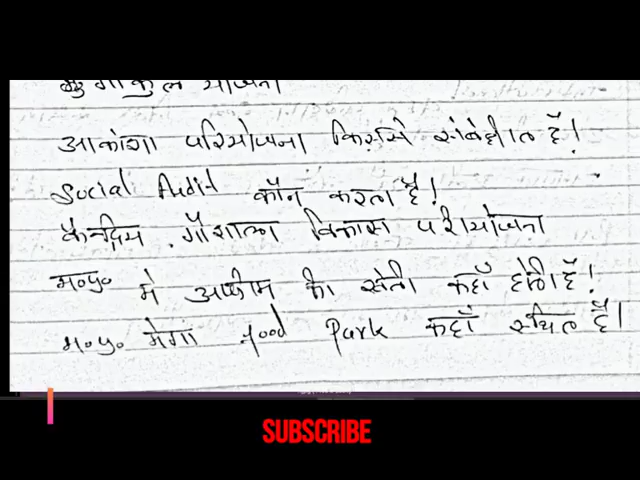 योजना
आकांशा परियोजना किससे संबंधीत है!
Social Audit कौन करता है!
केन्द्रिय गौशाला विकास परियोजना
म०प्र० मे अफीम की खेती कहाँ होती है!
म०प्र० मेगा food Park कहाँ स्थित है।
SUBSCRIBE